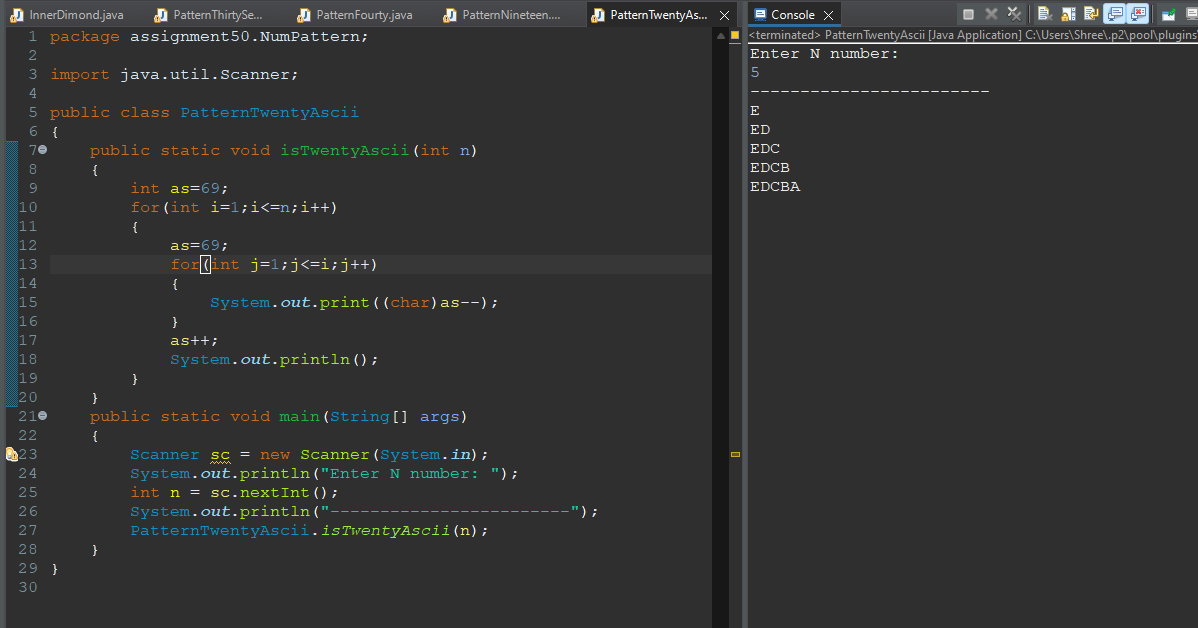 InnerDimond.java PatternThirtySe... PatternFourty.java PatternNineteen.... PatternTwentyAs...
1 package assignment50.NumPattern;
2
3 import java.util.Scanner;
4
5 public class PatternTwentyAscii
6 {
7 public static void isTwentyAscii(int n)
8 {
9 int as=69;
10 for(int i=1;i<=n;i++)
11 {
12 as=69;
13 for(int j=1;j<=i;j++)
14 {
15 System.out.print((char)as--);
16 }
17 as++;
18 System.out.println();
19 }
20 }
21 public static void main(String[] args)
22 {
23 Scanner sc = new Scanner(System.in);
24 System.out.println("Enter N number: ");
25 int n = sc.nextInt();
26 System.out.println("------------------------");
27 PatternTwentyAscii.isTwentyAscii(n);
28 }
29 }
30
Console
<terminated> PatternTwentyAscii [Java Application] C:\Users\Shree\.p2\pool\plugins\
Enter N number:
5
------------------------
E
ED
EDC
EDCB
EDCBA